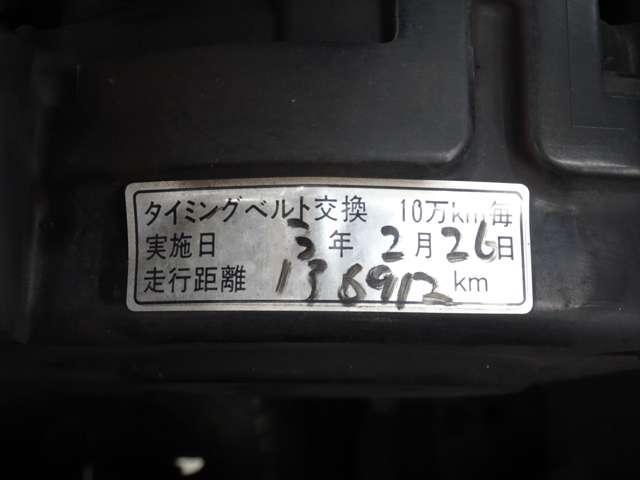 タイミングベルト交換 10万km毎
実施日 3年 2月 26日
走行距離 136912 km